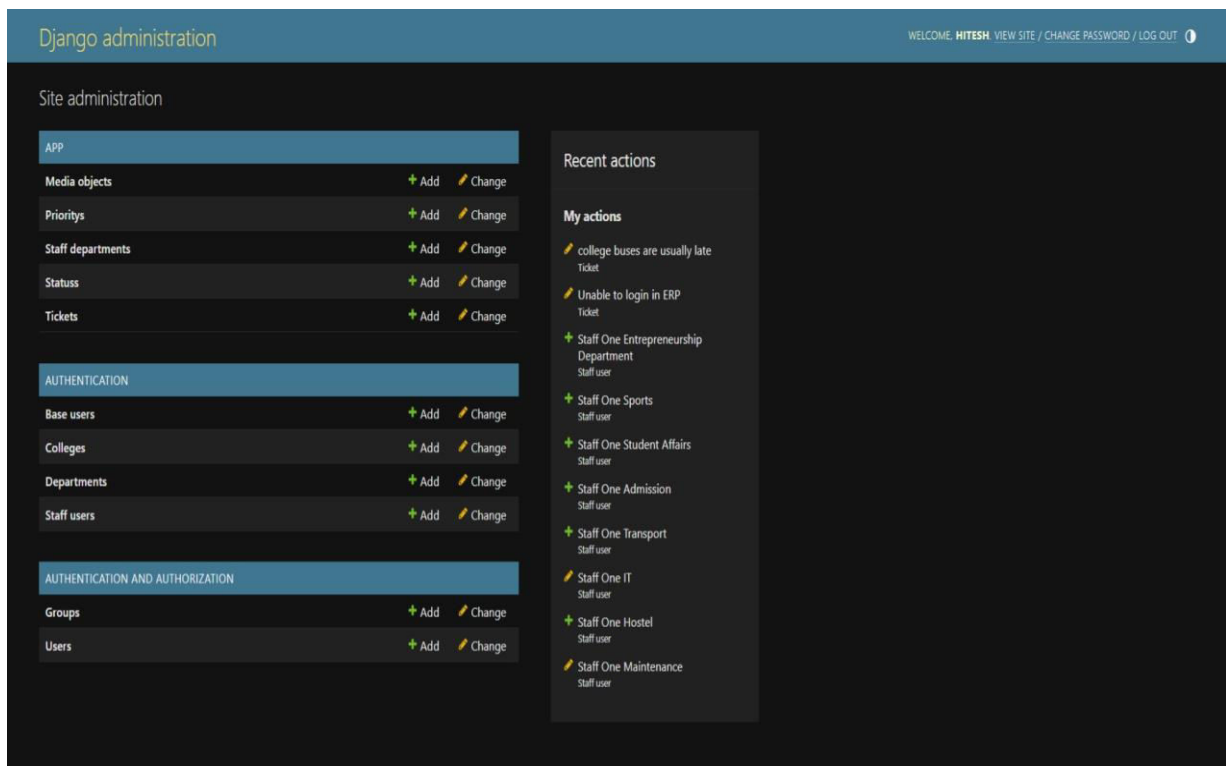 Django administration
WELCOME, HITESH. VIEW SITE / CHANGE PASSWORD / LOG OUT
Site administration
APP
Media objects Add Change
Prioritys Add Change
Staff departments Add Change
Statuss Add Change
Tickets Add Change
AUTHENTICATION
Base users Add Change
Colleges Add Change
Departments Add Change
Staff users Add Change
AUTHENTICATION AND AUTHORIZATION
Groups Add Change
Users Add Change
Recent actions
My actions
college buses are usually late
Ticket
Unable to login in ERP
Ticket
Staff One Entrepreneurship
Department
Staff user
Staff One Sports
Staff user
Staff One Student Affairs
Staff user
Staff One Admission
Staff user
Staff One Transport
Staff user
Staff One IT
Staff user
Staff One Hostel
Staff user
Staff One Maintenance
Staff user